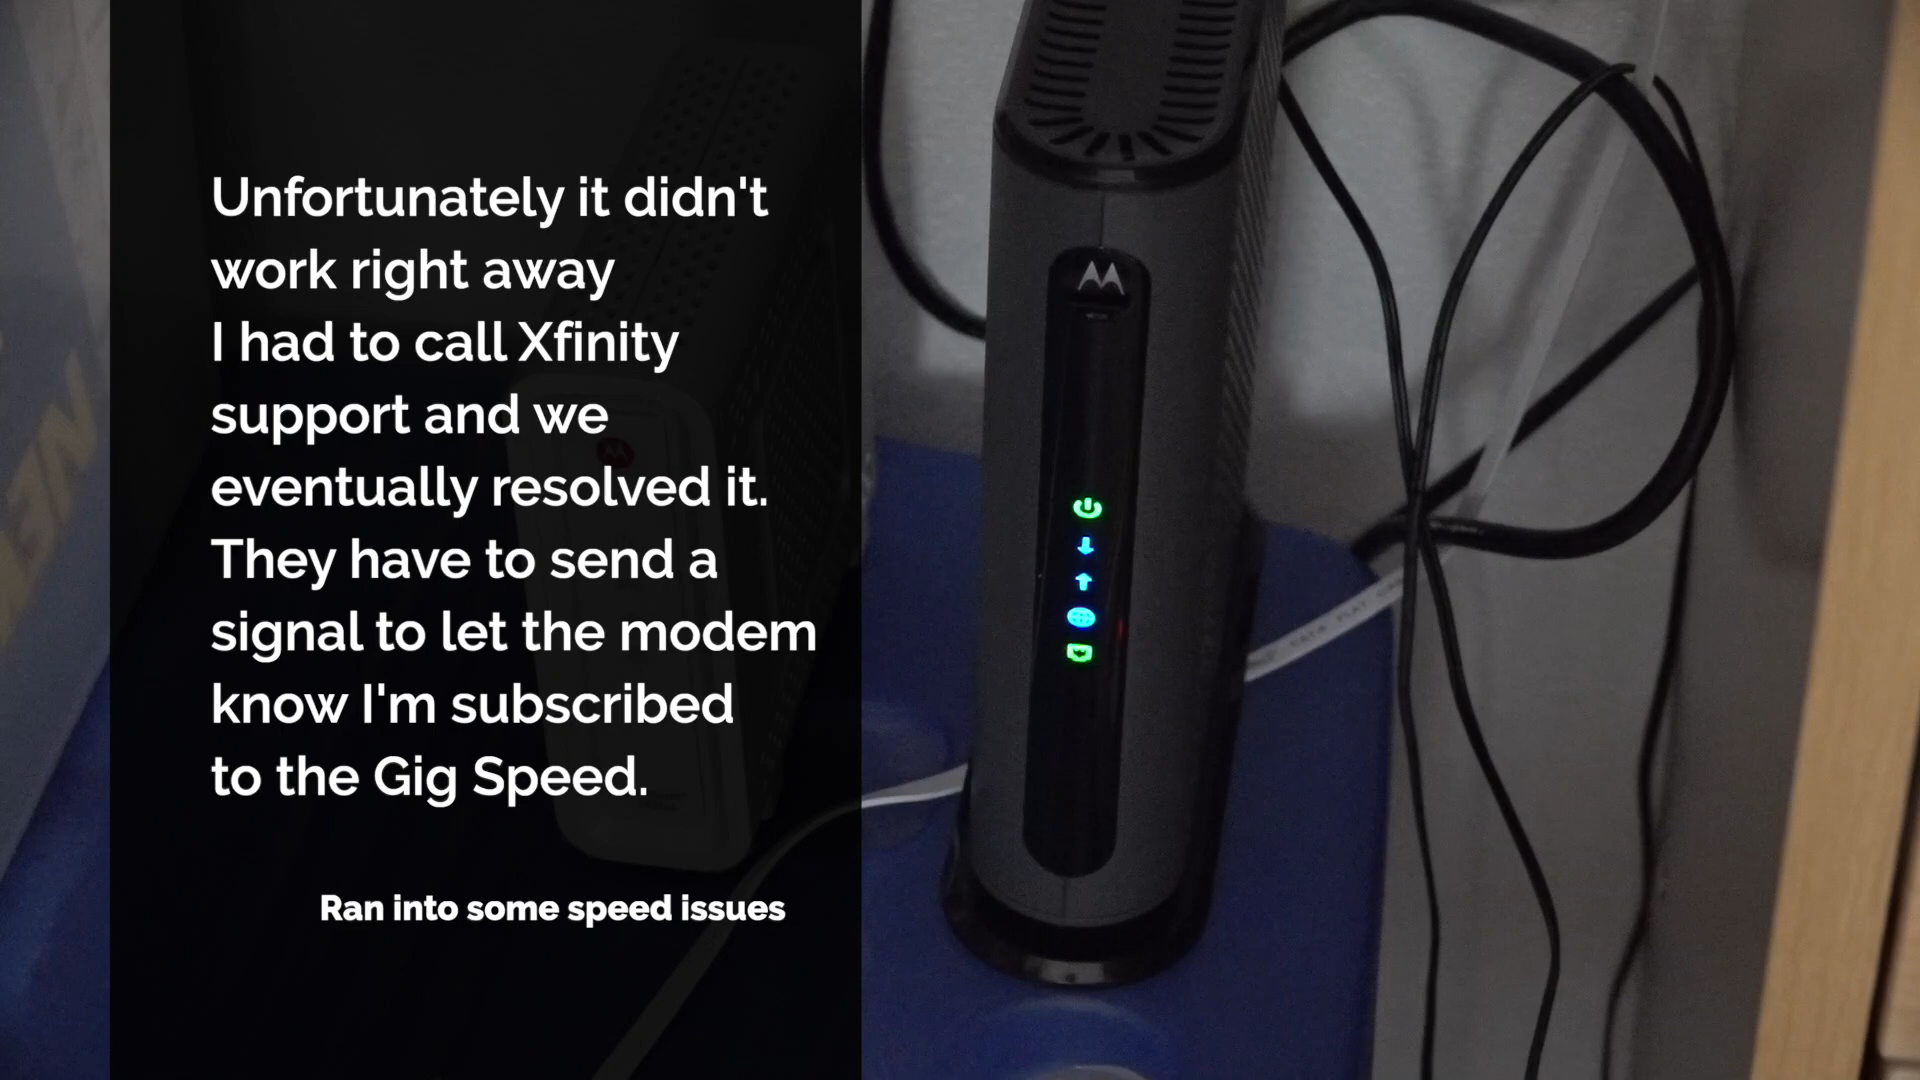 Unfortunately it didn't
work right away
I had to call Xfinity
support and we
eventually resolved it.
They have to send a
signal to let the modem
know I'm subscribed
to the Gig Speed.
Ran into some speed issues